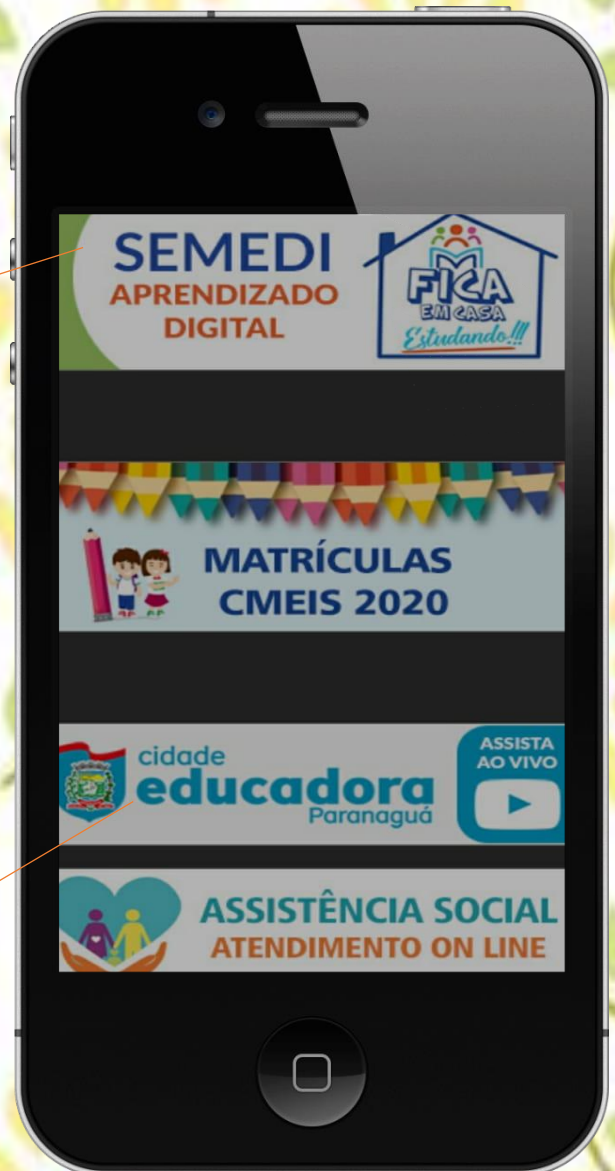 SEMEDI
APRENDIZADO
DIGITAL
FICA
EM CASA
Estudando!!!
MATRÍCULAS
CMEIS 2020
cidade
educadora
Paranaguá
ASSISTA
AO VIVO
ASSISTÊNCIA SOCIAL
ATENDIMENTO ON LINE